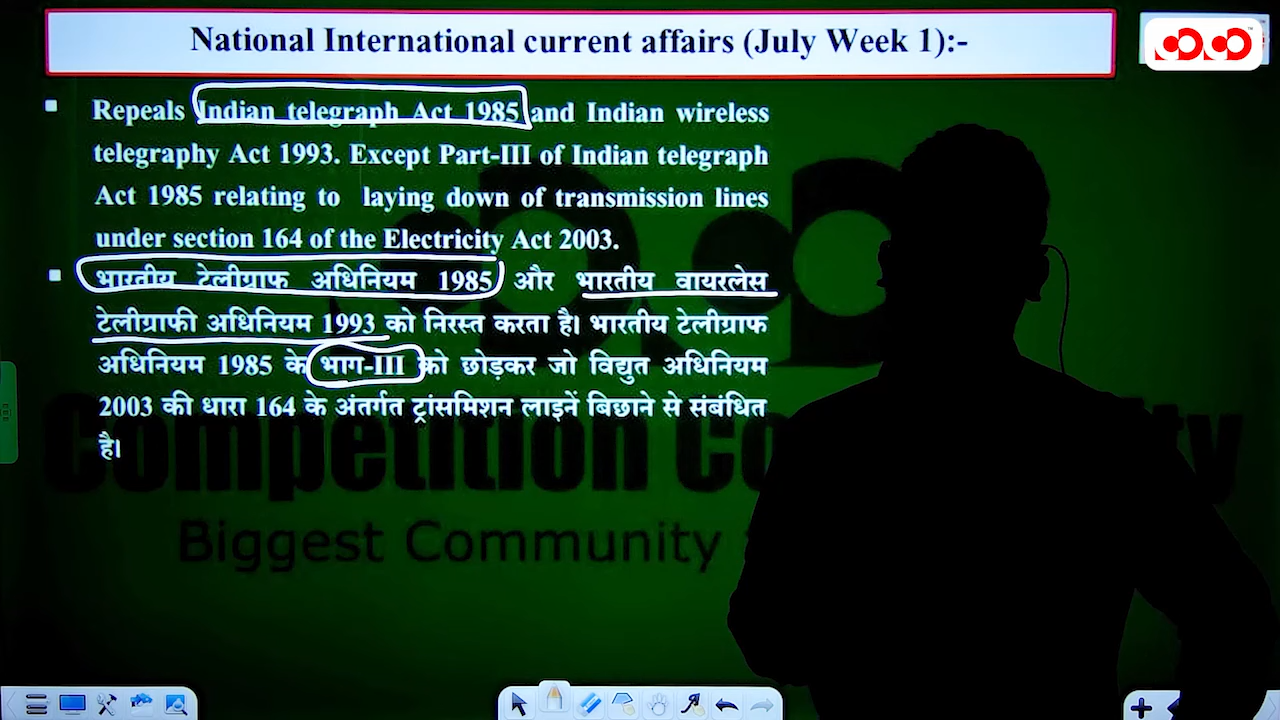 National International current affairs (July Week 1):-
Repeals Indian telegraph Act 1985 and Indian wireless
telegraphy Act 1993. Except Part-III of Indian telegraph
Act 1985 relating to laying down of transmission lines
under section 164 of the Electricity Act 2003.
भारतीय टेलीग्राफ अधिनियम 1985 और भारतीय वायरलेस
टेलीग्राफी अधिनियम 1993 को निरस्त करता है। भारतीय टेलीग्राफ
अधिनियम 1985 के भाग-III को छोड़कर जो विद्युत अधिनियम
2003 की धारा 164 के अंतर्गत ट्रांसमिशन लाइनें बिछाने से संबंधित
है।
Competition Co ty
Biggest Community